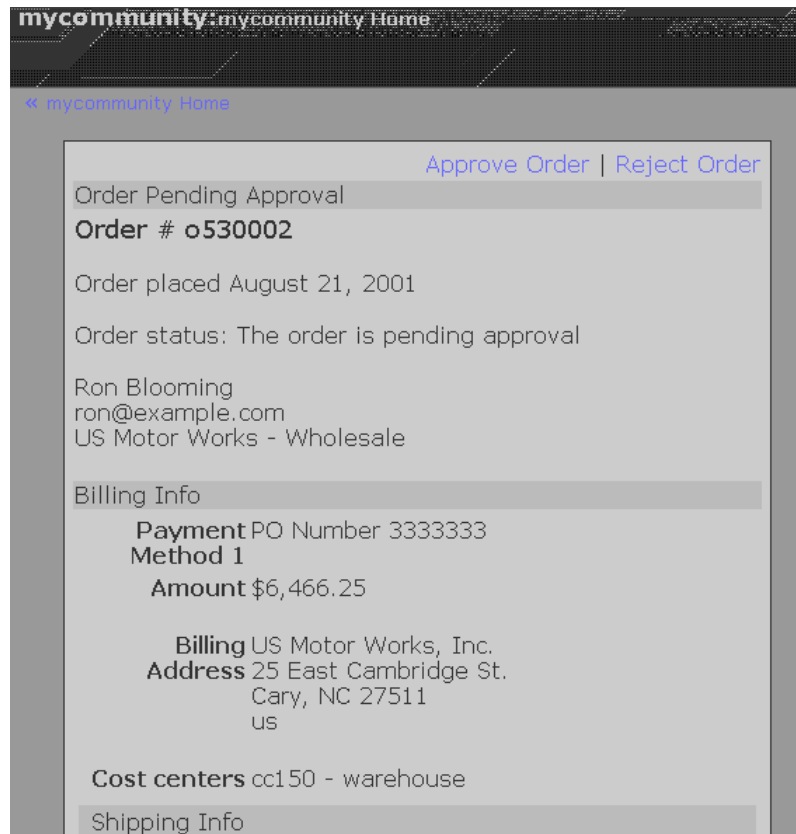 mycommunity:mycommunity Home
« mycommunity Home
Approve Order | Reject Order
Order Pending Approval
Order # o530002
Order placed August 21, 2001
Order status: The order is pending approval
Ron Blooming
ron@example.com
US Motor Works - Wholesale
Billing Info
Payment PO Number 3333333
Method 1
Amount $6,466.25
Billing US Motor Works, Inc.
Address 25 East Cambridge St.
Cary, NC 27511
us
Cost centers cc150 - warehouse
Shipping Info